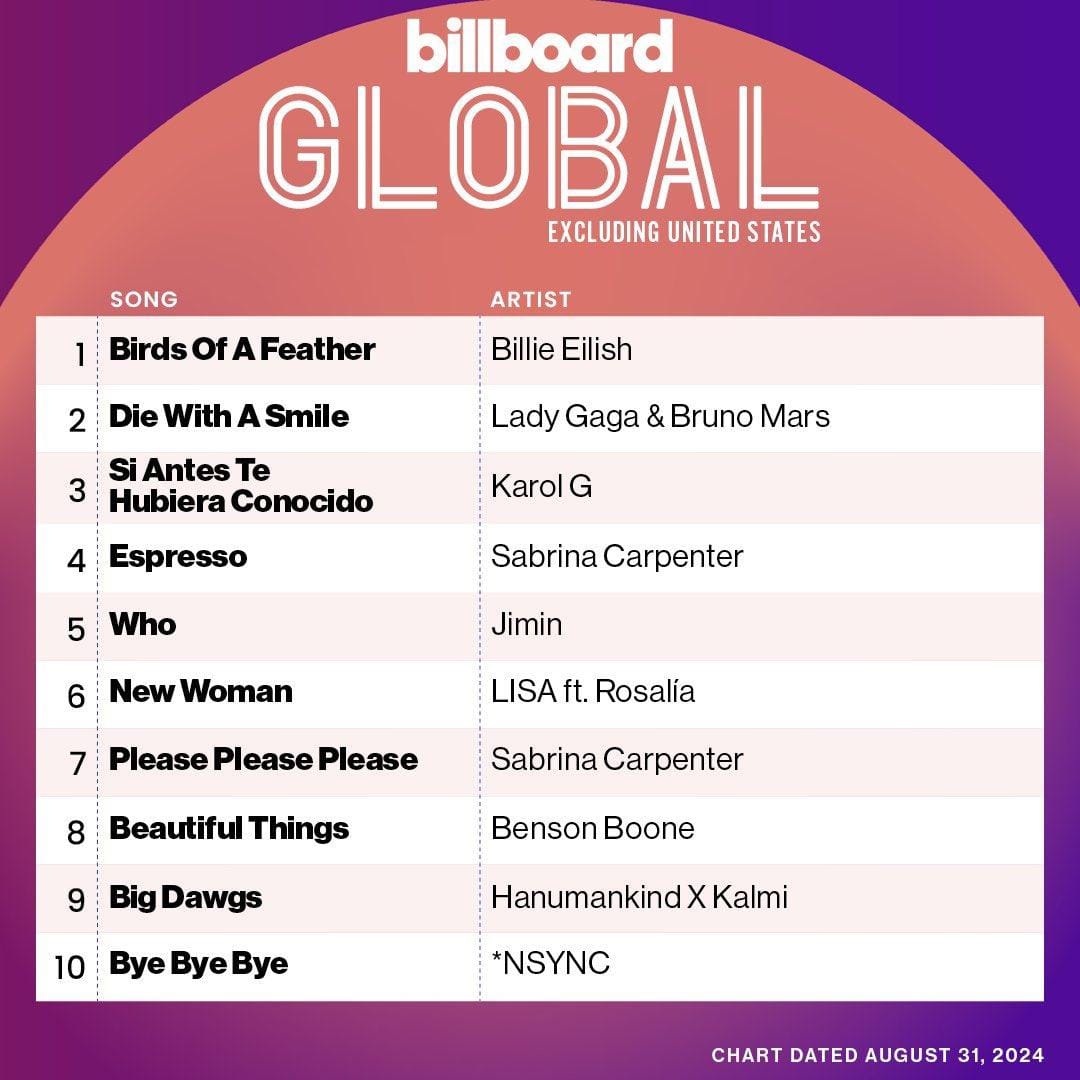 billboard
GLOBAL
EXCLUDING UNITED STATES
SONG ARTIST
1 Birds Of A Feather Billie Eilish
2 Die With A Smile Lady Gaga & Bruno Mars
3 Si Antes Te
Hubiera Conocido Karol G
4 Espresso Sabrina Carpenter
5 Who Jimin
6 New Woman LISA ft. Rosalía
7 Please Please Please Sabrina Carpenter
8 Beautiful Things Benson Boone
9 Big Dawgs Hanumankind X Kalmi
10 Bye Bye Bye *NSYNC
CHART DATED AUGUST 31, 2024